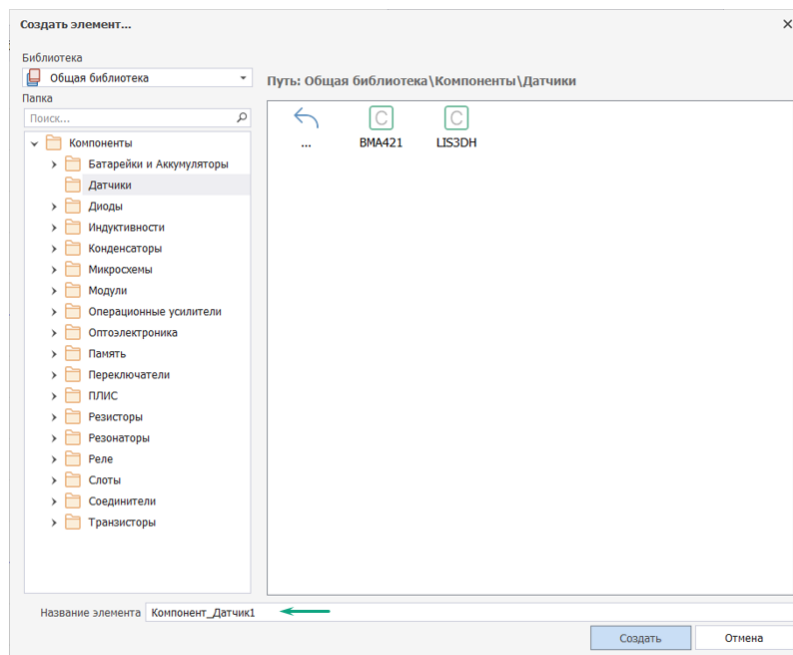 Создать элемент...
Библиотека
Общая библиотека
Папка
Поиск...
Компоненты
Батарейки и Аккумуляторы
Датчики
Диоды
Индуктивности
Конденсаторы
Микросхемы
Модули
Операционные усилители
Оптоэлектроника
Память
Переключатели
ПЛИС
Резисторы
Резонаторы
Реле
Слоты
Соединители
Транзисторы
Путь: Общая библиотека\Компоненты\Датчики
C C
... BMA421 LIS3DH
Название элемента Компонент_Датчик1
Создать Отмена